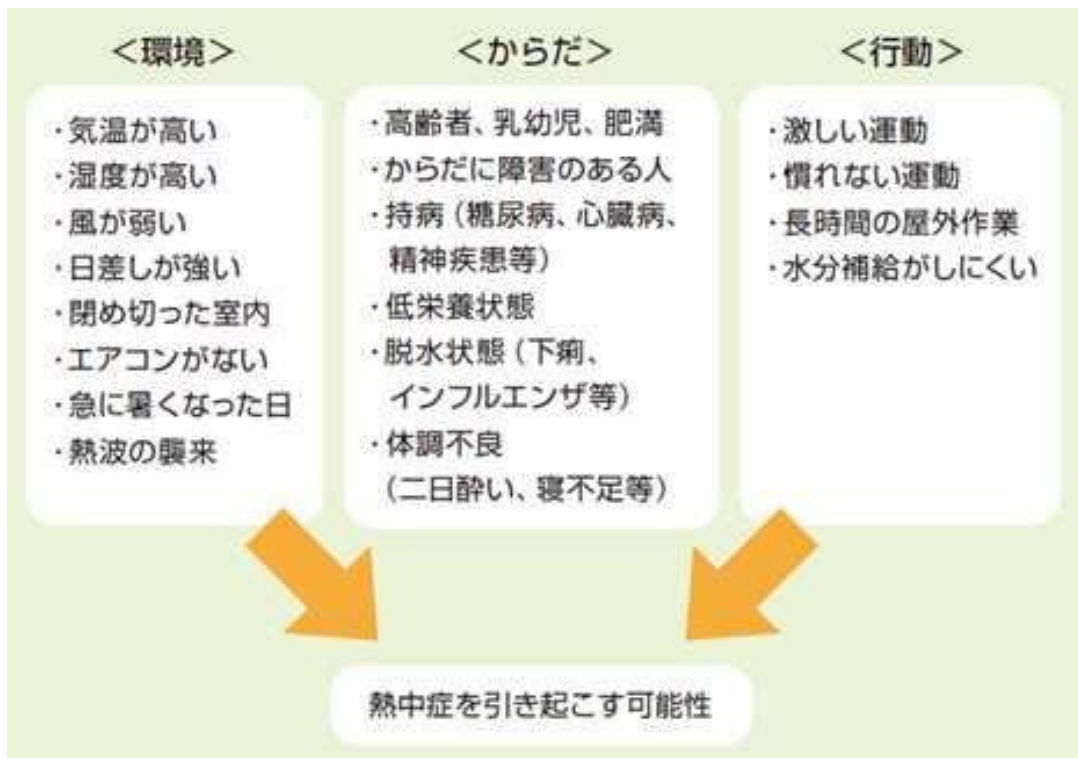 ＜環境＞
・気温が高い
・湿度が高い
・風が弱い
・日差しが強い
・閉め切った室内
・エアコンがない
・急に暑くなった日
・熱波の襲来
＜からだ＞
・高齢者、乳幼児、肥満
・からだに障害のある人
・持病（糖尿病、心臓病、
精神疾患等）
・低栄養状態
・脱水状態（下痢、
インフルエンザ等）
・体調不良
（二日酔い、寝不足等）
＜行動＞
・激しい運動
・慣れない運動
・長時間の屋外作業
・水分補給がしにくい
熱中症を引き起こす可能性